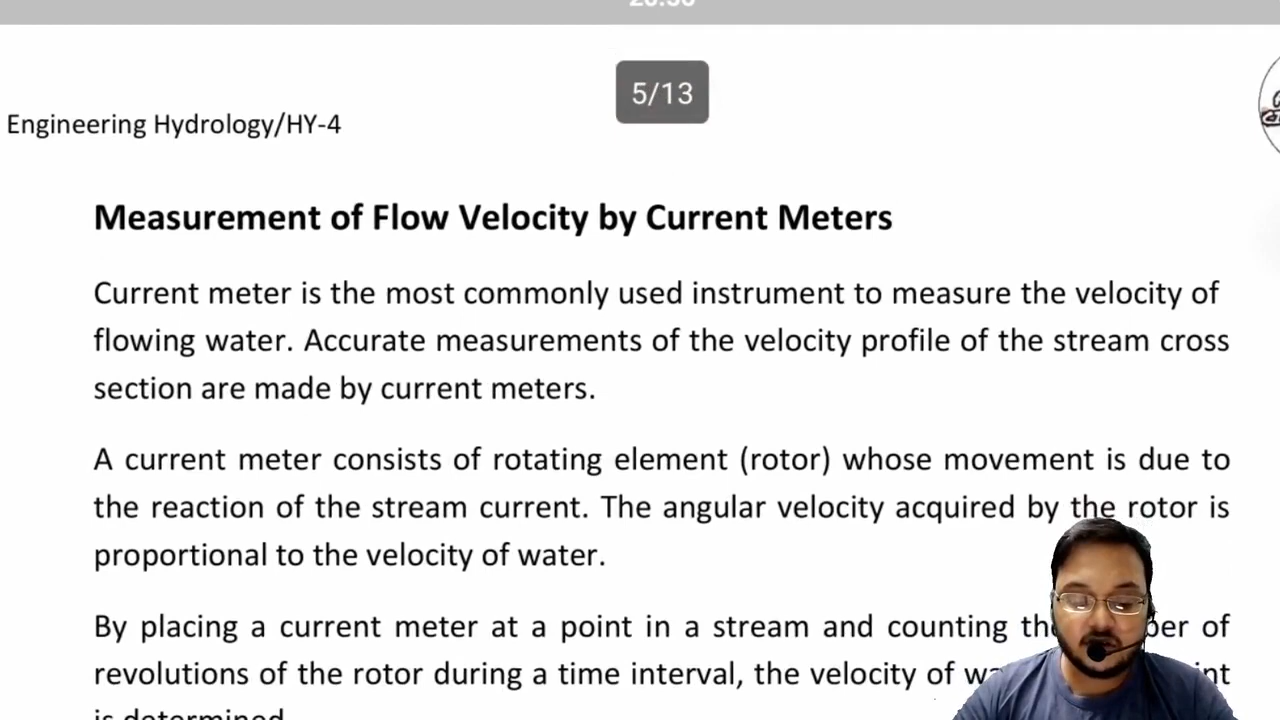 5/13
Engineering Hydrology/HY-4
Measurement of Flow Velocity by Current Meters
Current meter is the most commonly used instrument to measure the velocity of
flowing water. Accurate measurements of the velocity profile of the stream cross
section are made by current meters.
A current meter consists of rotating element (rotor) whose movement is due to
the reaction of the stream current. The angular velocity acquired by the rotor is
proportional to the velocity of water.
By placing a current meter at a point in a stream and counting of
revolutions of the rotor during a time interval, the velocity of
is determined